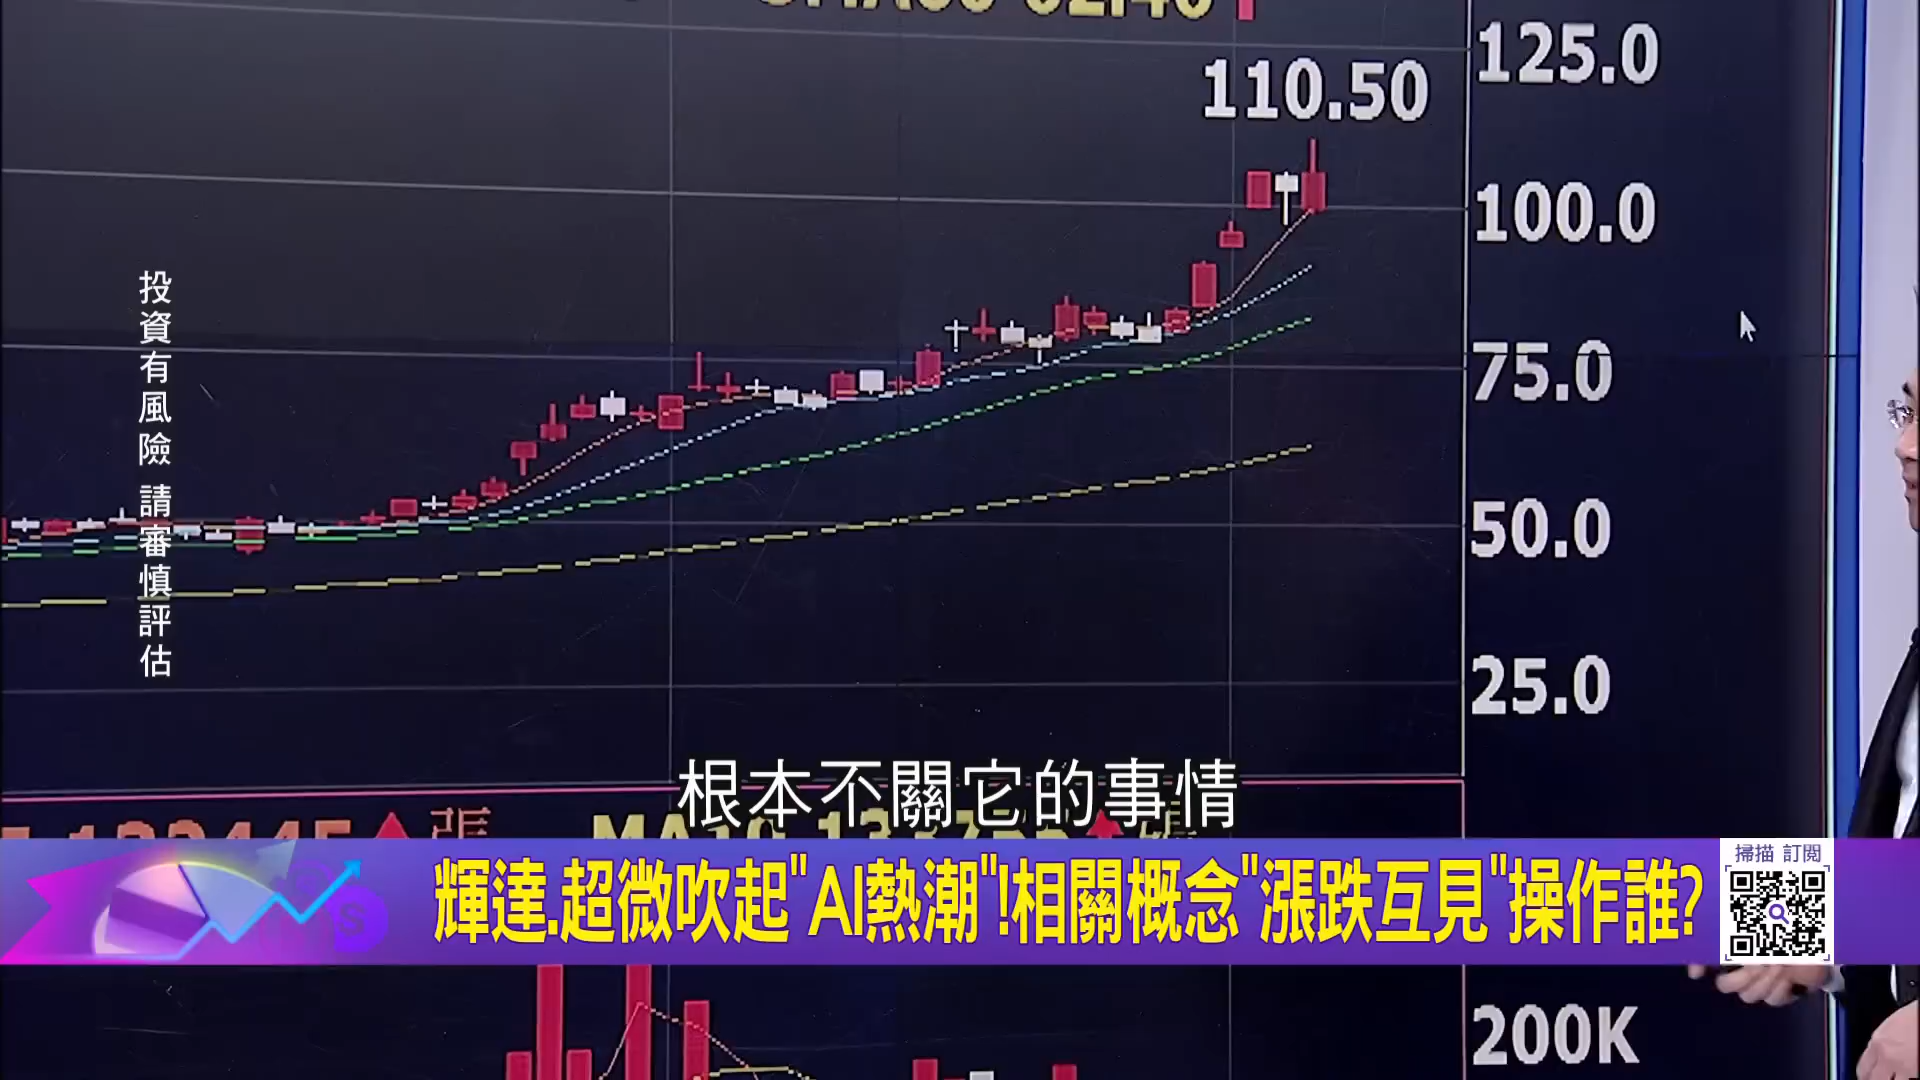 125.0
110.50
100.0
75.0
50.0
25.0
投資有風險 請審慎評估
根本不關它的事情
張
輝達.超微吹起"AI熱潮"!相關概念"漲跌互見"操作誰?
掃描 訂閱
200K